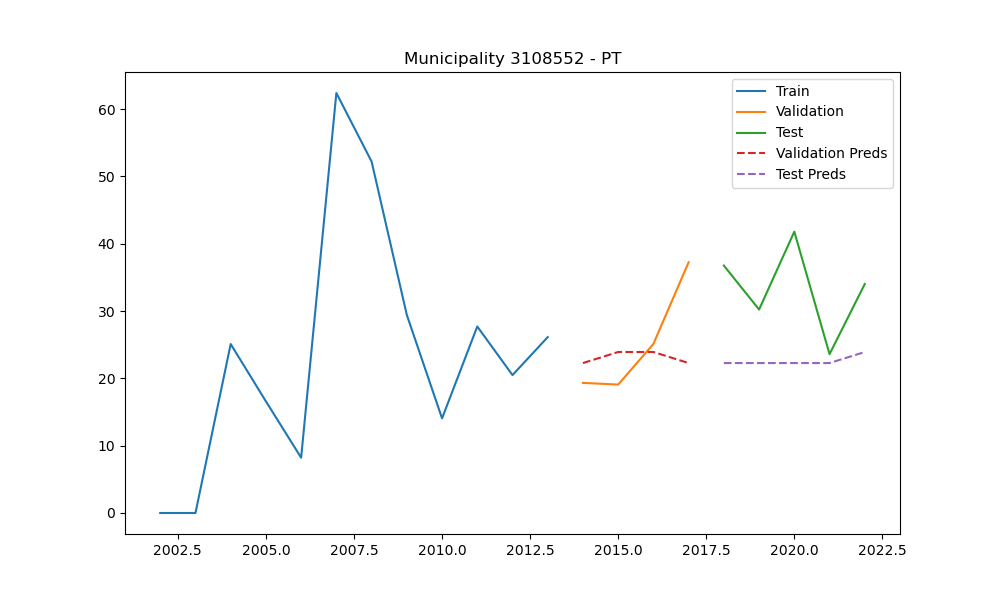 Municipality 3108552 - PT
Train
Validation
Test
Validation Preds
Test Preds
60
50
40
30
20
10
0
2002.5 2005.0 2007.5 2010.0 2012.5 2015.0 2017.5 2020.0 2022.5